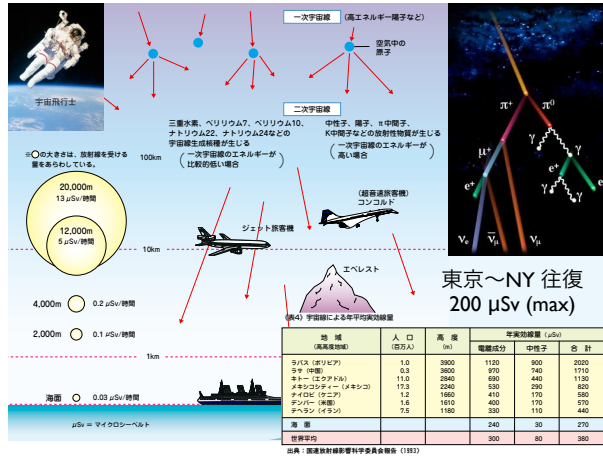 一次宇宙線 (高エネルギー陽子など)
空気中の
原子
宇宙飛行士
二次宇宙線
三重水素、ベリリウム7、ベリリウム10、
ナトリウム22、ナトリウム24などの
宇宙線生成核種が生じる
(一次宇宙線のエネルギーが
比較的低い場合)
中性子、陽子、π中間子、
K中間子などの放射性物質が生じる
(一次宇宙線のエネルギーが
高い場合)
※○の大きさは、放射線を受ける
量をあらわしている。
100km
20,000m
13 μSv/時間
12,000m
5 μSv/時間
ジェット旅客機
(超音速旅客機)
コンコルド
10km
エベレスト
4,000m 0.2 μSv/時間
2,000m 0.1 μSv/時間
1km
海面 0.03 μSv/時間
μSv = マイクロシーベルト
π+ π0
μ+ γ
e+ γ e+
γ e-
νe ν̄μ νμ
東京〜NY 往復
200 μSv (max)
(表4) 宇宙線による年平均実効線量
地域 (高高度地域) 人口 (百万人) 高度 (m) 年実効線量 (μSv)
電離成分 中性子 合計
ラパス (ボリビア) 1.0 3900 1120 900 2020
ラサ (中国) 0.3 3600 970 740 1710
キトー (エクアドル) 11.0 2840 690 440 1130
メキシコシティー (メキシコ) 17.3 2240 530 290 820
ナイロビ (ケニア) 1.2 1660 410 170 580
デンバー (米国) 1.6 1610 400 170 570
テヘラン (イラン) 7.5 1180 330 110 440
海面 240 30 270
世界平均 300 80 380
出典：国連放射線影響科学委員会報告 (1993)